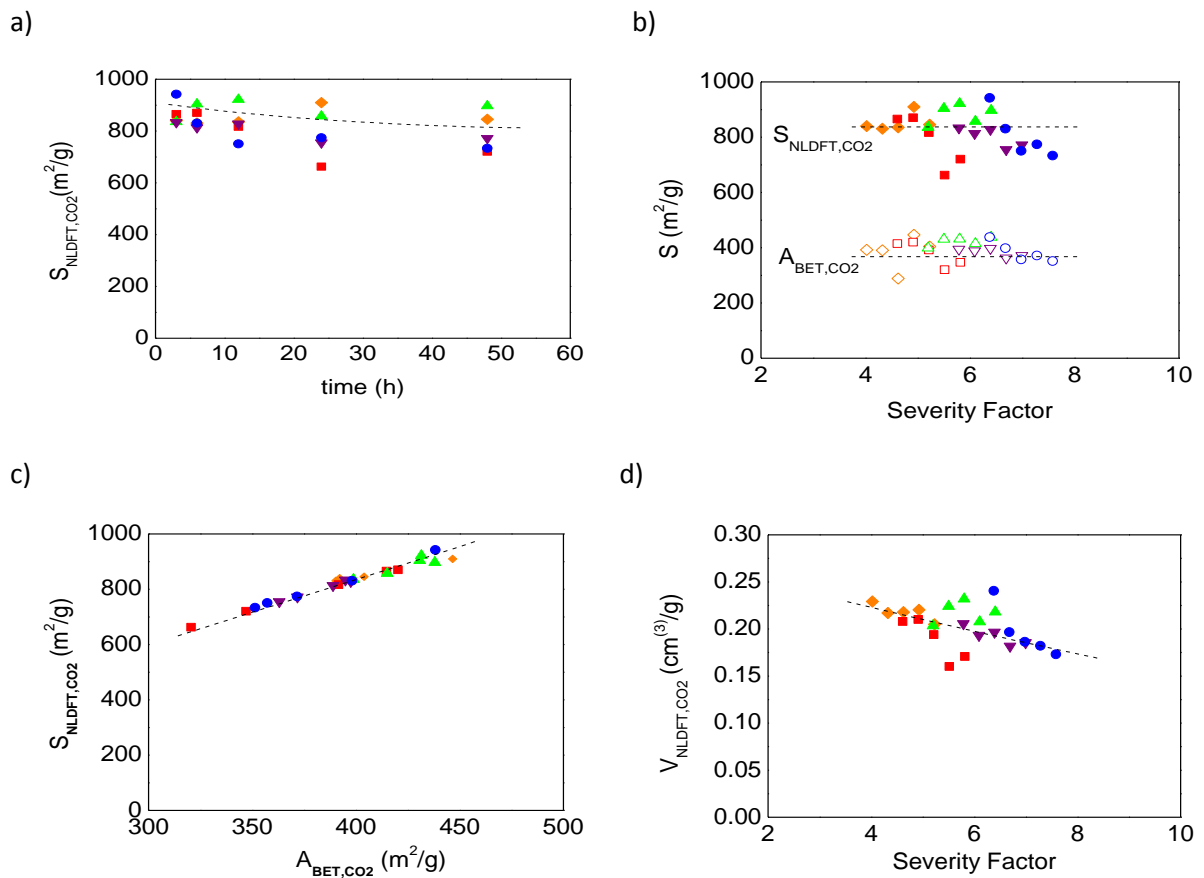 a)
1000
800
600
400
200
0
S_NLDFT,CO2 (m²/g)
0 10 20 30 40 50 60
time (h)
b)
1000
800
600
400
200
0
S (m²/g)
S_NLDFT,CO2
A_BET,CO2
2 4 6 8 10
Severity Factor
c)
1000
800
600
400
200
0
S_NLDFT,CO2 (m²/g)
300 350 400 450 500
A_BET,CO2 (m²/g)
d)
0.30
0.25
0.20
0.15
0.10
0.05
0.00
V_NLDFT,CO2 (cm⁽³⁾/g)
2 4 6 8 10
Severity Factor